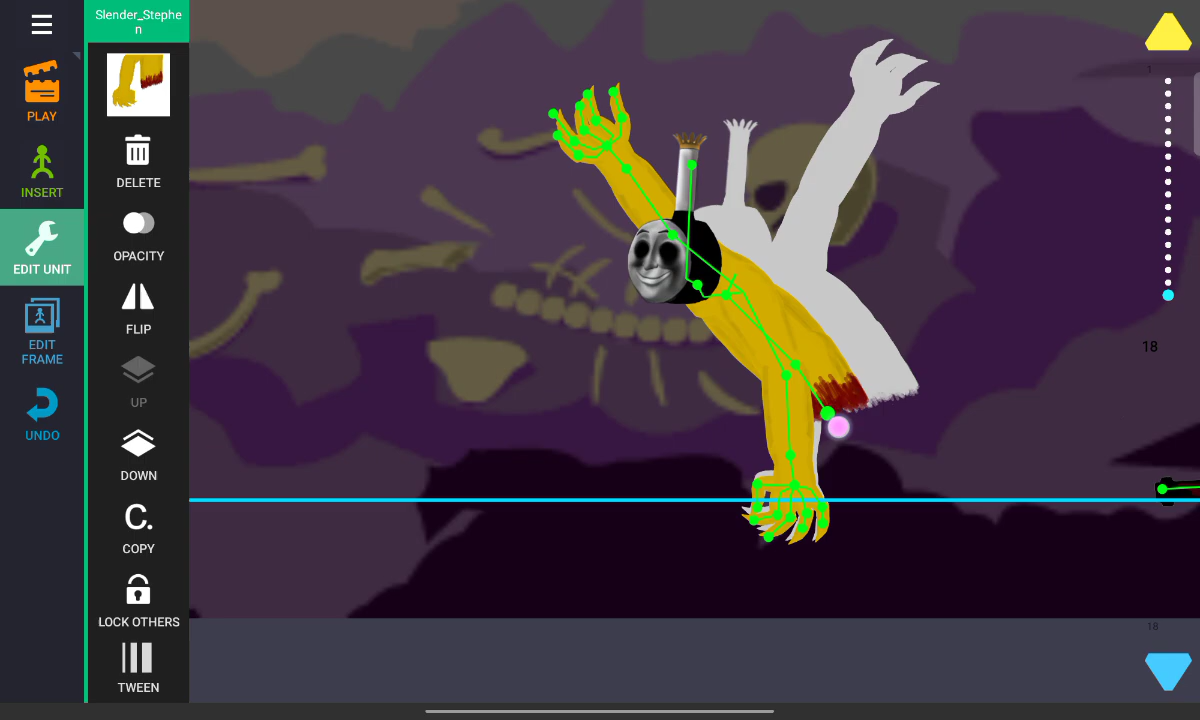 Slender_Stephe
n
PLAY
INSERT
EDIT UNIT
EDIT
FRAME
UNDO
DELETE
OPACITY
FLIP
UP
DOWN
C.
COPY
LOCK OTHERS
TWEEN
1
18
18